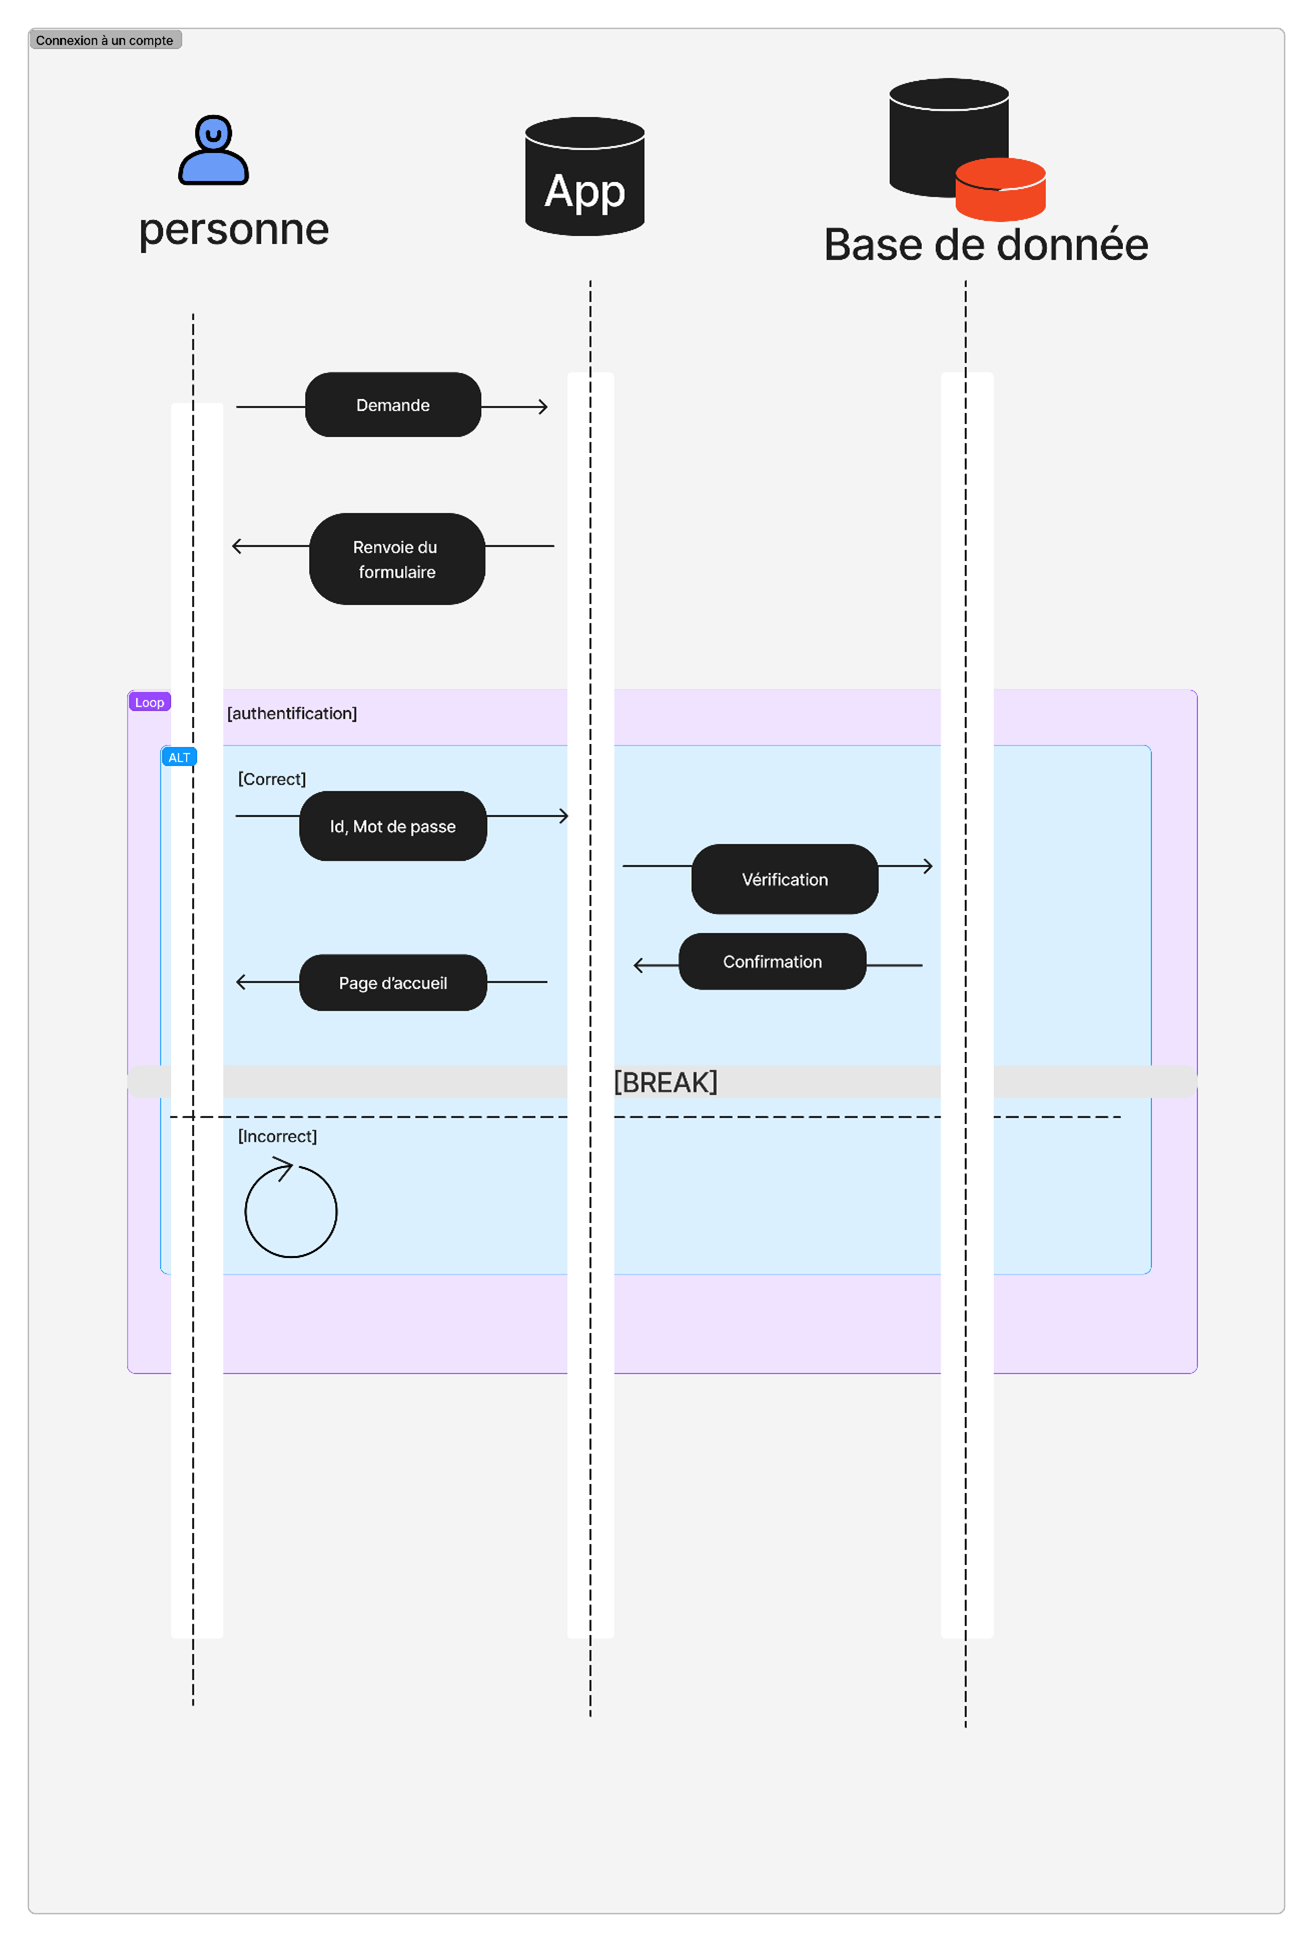 Connexion à un compte
personne
App
Base de donnée
Demande
Renvoie du
formulaire
Loop
[authentification]
ALT
[Correct]
Id, Mot de passe
Vérification
Confirmation
Page d'accueil
[BREAK]
[Incorrect]